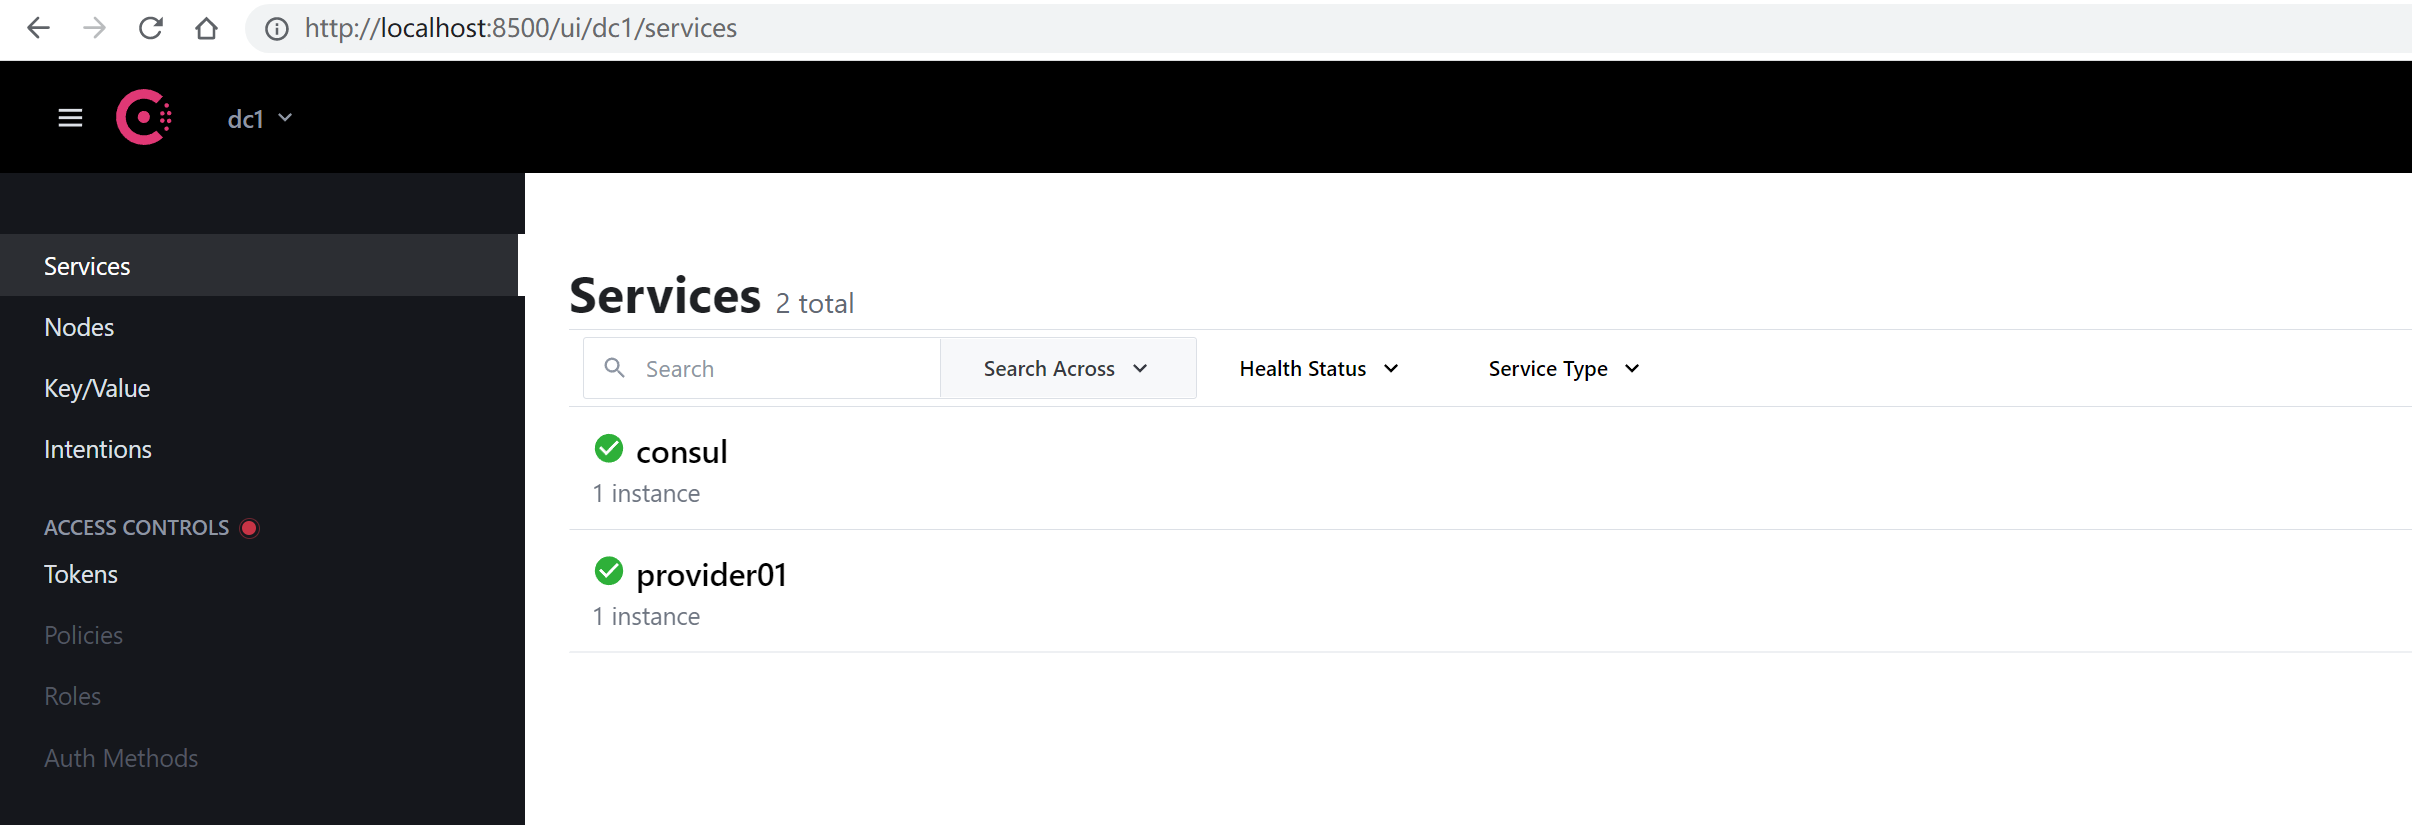 http://localhost:8500/ui/dc1/services
dc1
Services
Nodes
Key/Value
Intentions
ACCESS CONTROLS
Tokens
Policies
Roles
Auth Methods
Services 2 total
Search Search Across Health Status Service Type
consul
1 instance
provider01
1 instance